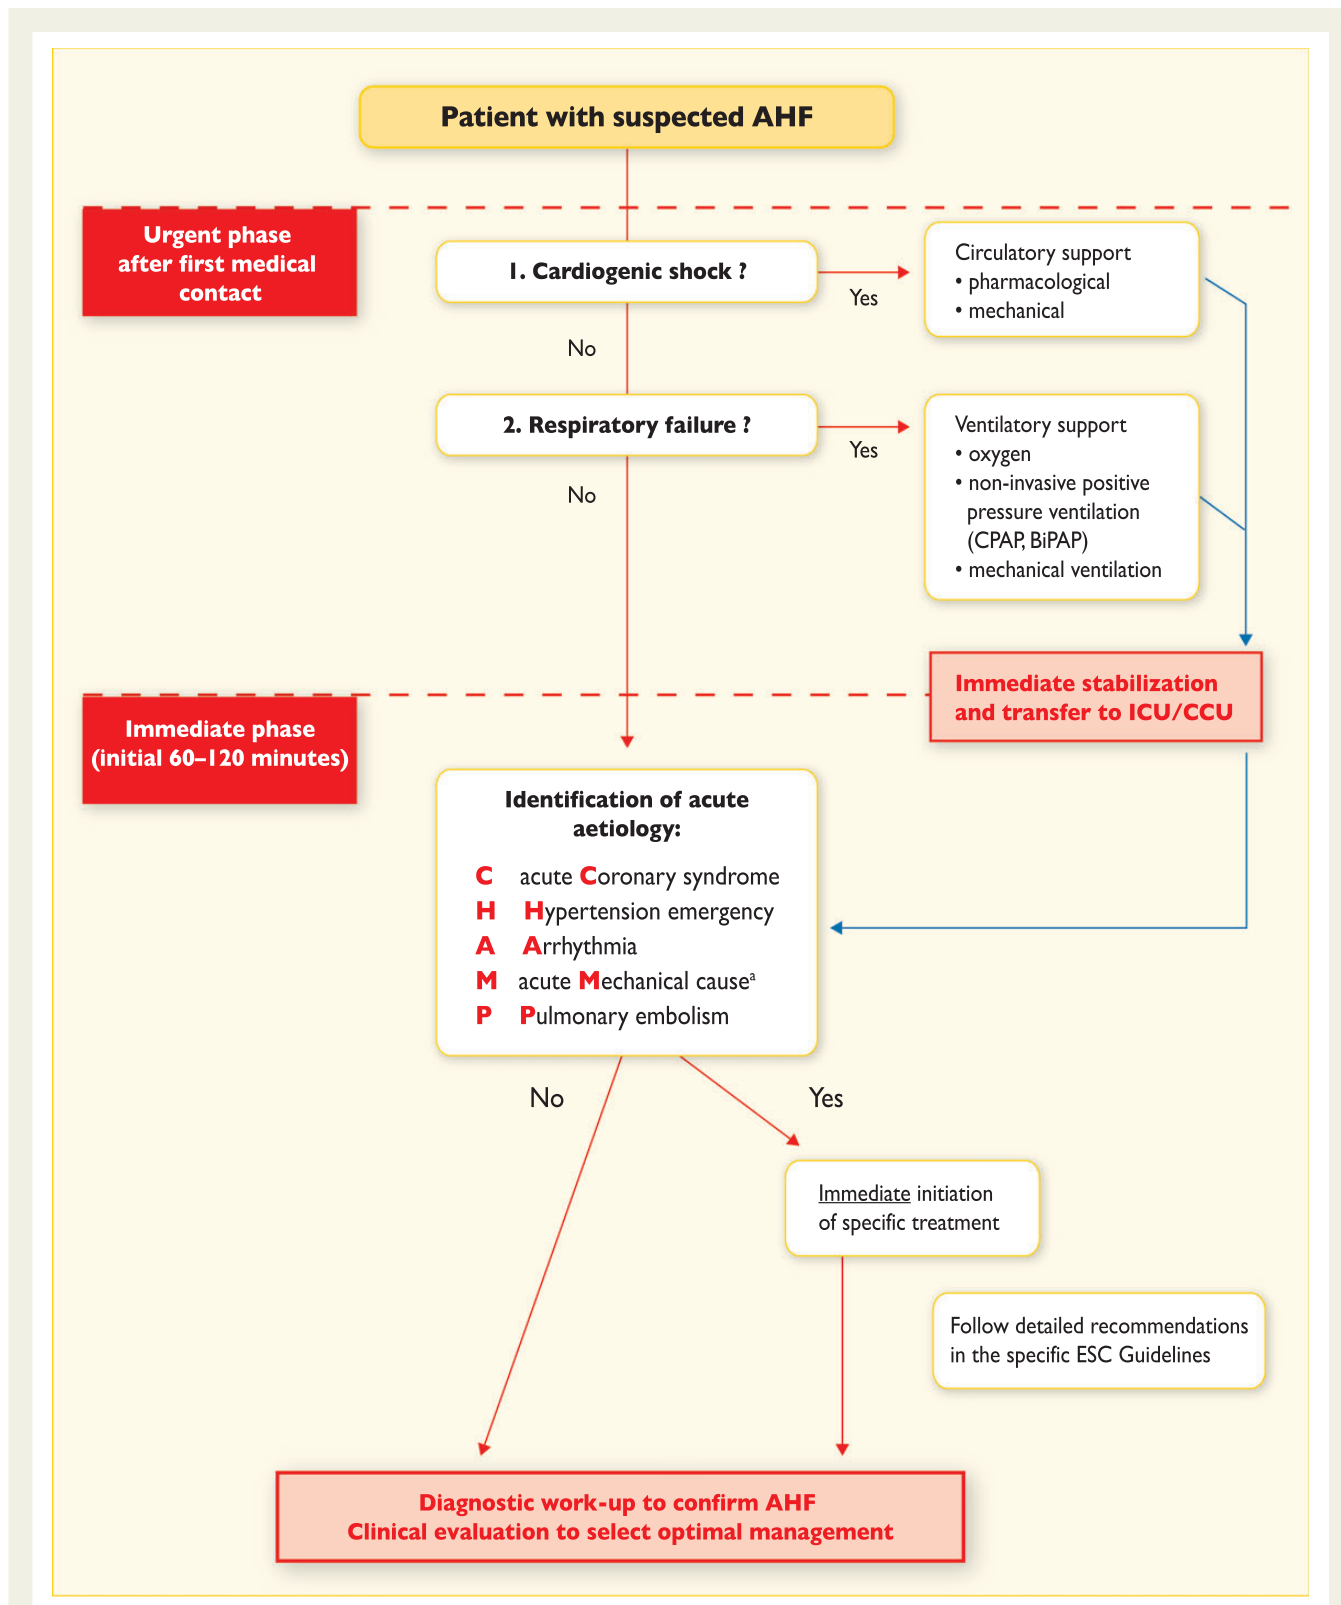 Patient with suspected AHF
Urgent phase
after first medical
contact
1. Cardiogenic shock ?
Yes
Circulatory support
• pharmacological
• mechanical
No
2. Respiratory failure ?
Yes
Ventilatory support
• oxygen
• non-invasive positive
pressure ventilation
(CPAP, BiPAP)
• mechanical ventilation
No
Immediate stabilization
and transfer to ICU/CCU
Immediate phase
(initial 60–120 minutes)
Identification of acute
aetiology:
C acute Coronary syndrome
H Hypertension emergency
A Arrhythmia
M acute Mechanical causeᵃ
P Pulmonary embolism
No
Yes
Immediate initiation
of specific treatment
Follow detailed recommendations
in the specific ESC Guidelines
Diagnostic work-up to confirm AHF
Clinical evaluation to select optimal management